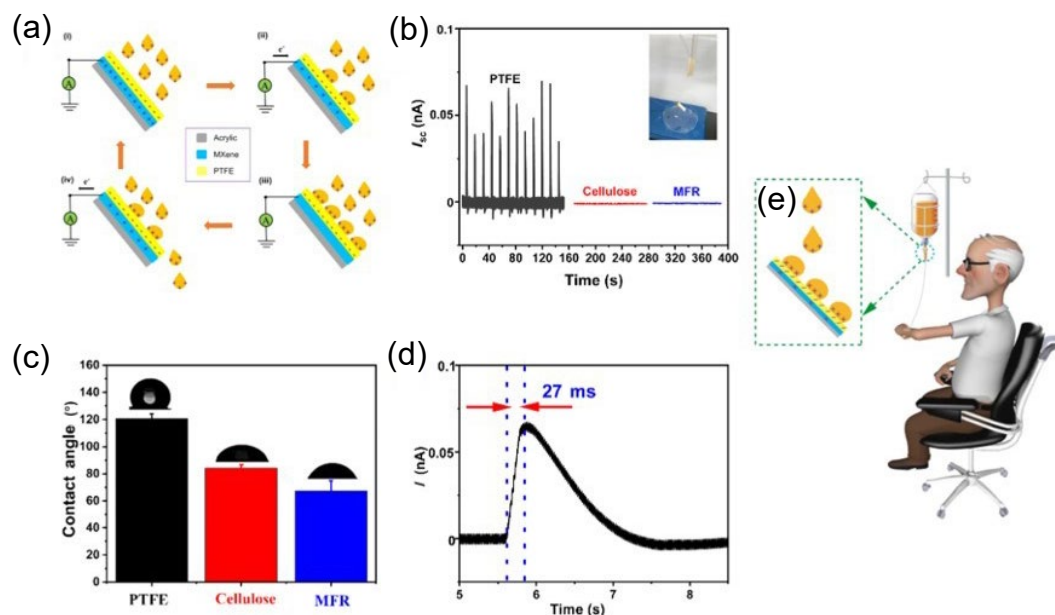 (a)
(i)
(ii)
e⁻
A
A
Acrylic
MXene
PTFE
(iv)
e⁻
(iii)
A
A
(b)
0.1
0.05
0
I_sc (nA)
PTFE
Cellulose
MFR
0 40 80 120 160 200 240 280 320 360 400
Time (s)
(c)
160
140
120
100
80
60
40
20
0
Contact angle (°)
PTFE
Cellulose
MFR
(d)
0.1
0.05
0
I (nA)
27 ms
5 6 7 8
Time (s)
(e)